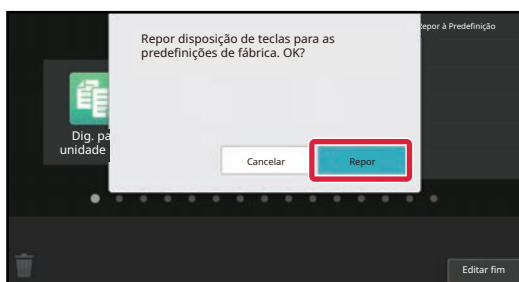 Repor à Predefinição
Repor disposição de teclas para as
predefinições de fábrica. OK?
Dig. pa
unidade
Cancelar
Repor
Editar fim